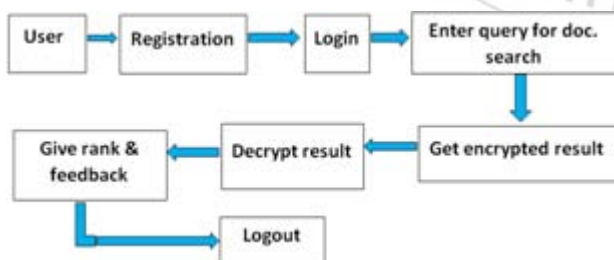 User
Registration
Login
Enter query for doc.
search
Give rank &
feedback
Decrypt result
Get encrypted result
Logout